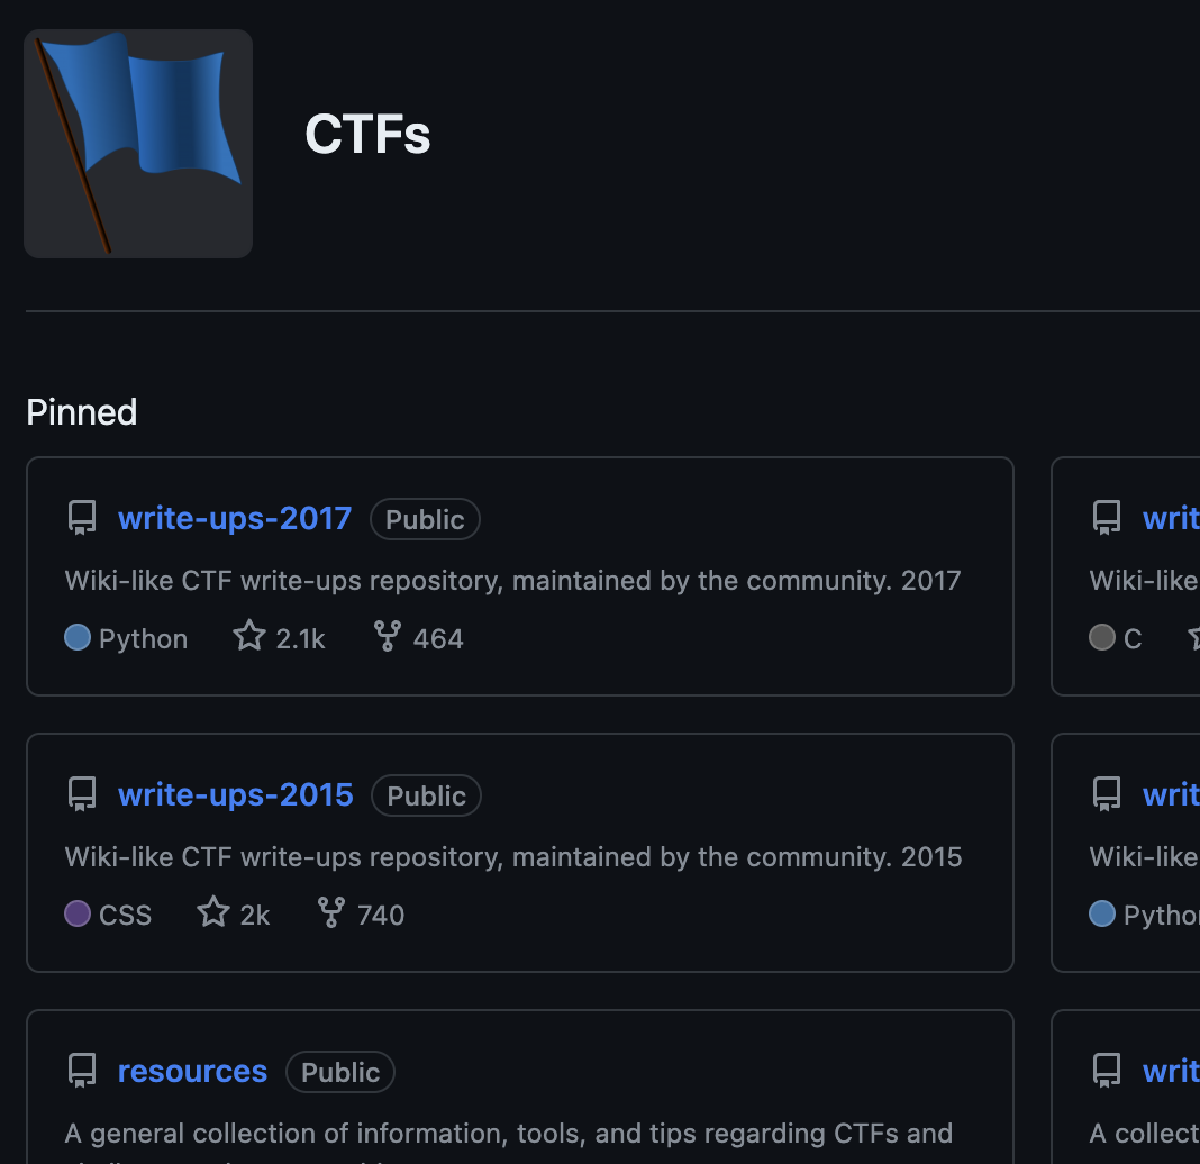 CTFs
Pinned
write-ups-2017 Public
Wiki-like CTF write-ups repository, maintained by the community. 2017
Python 2.1k 464
writ
Wiki-like
C
write-ups-2015 Public
Wiki-like CTF write-ups repository, maintained by the community. 2015
CSS 2k 740
writ
Wiki-like
Pytho
resources Public
A general collection of information, tools, and tips regarding CTFs and
writ
A collect